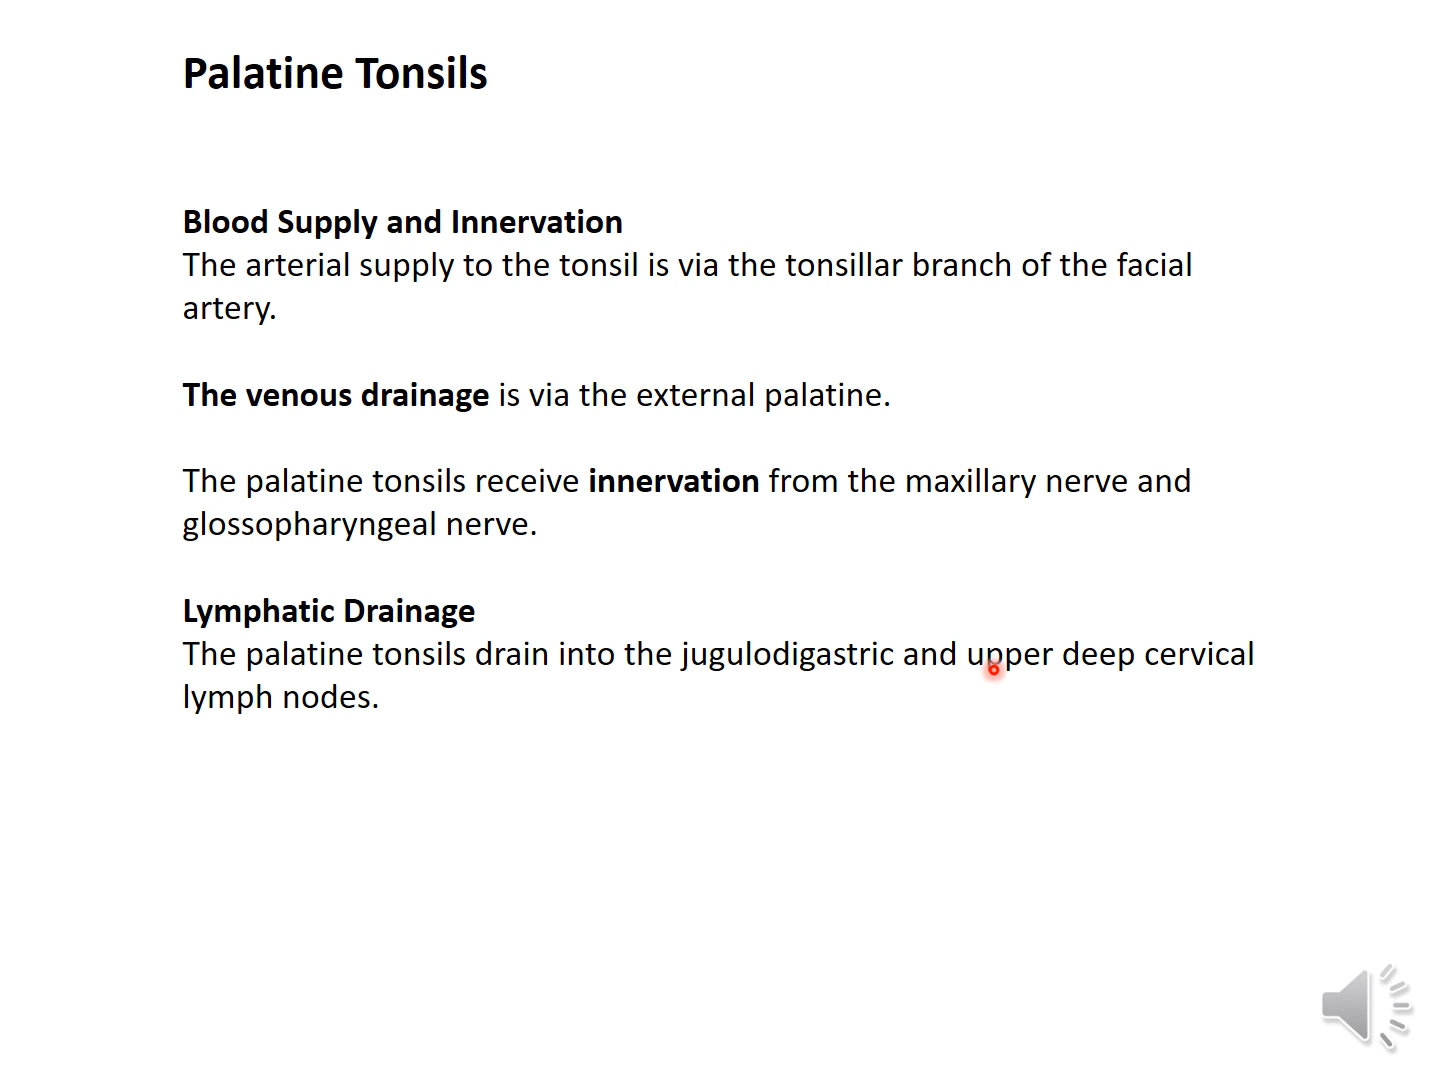 Palatine Tonsils
Blood Supply and Innervation
The arterial supply to the tonsil is via the tonsillar branch of the facial
artery.
The venous drainage is via the external palatine.
The palatine tonsils receive innervation from the maxillary nerve and
glossopharyngeal nerve.
Lymphatic Drainage
The palatine tonsils drain into the jugulodigastric and upper deep cervical
lymph nodes.